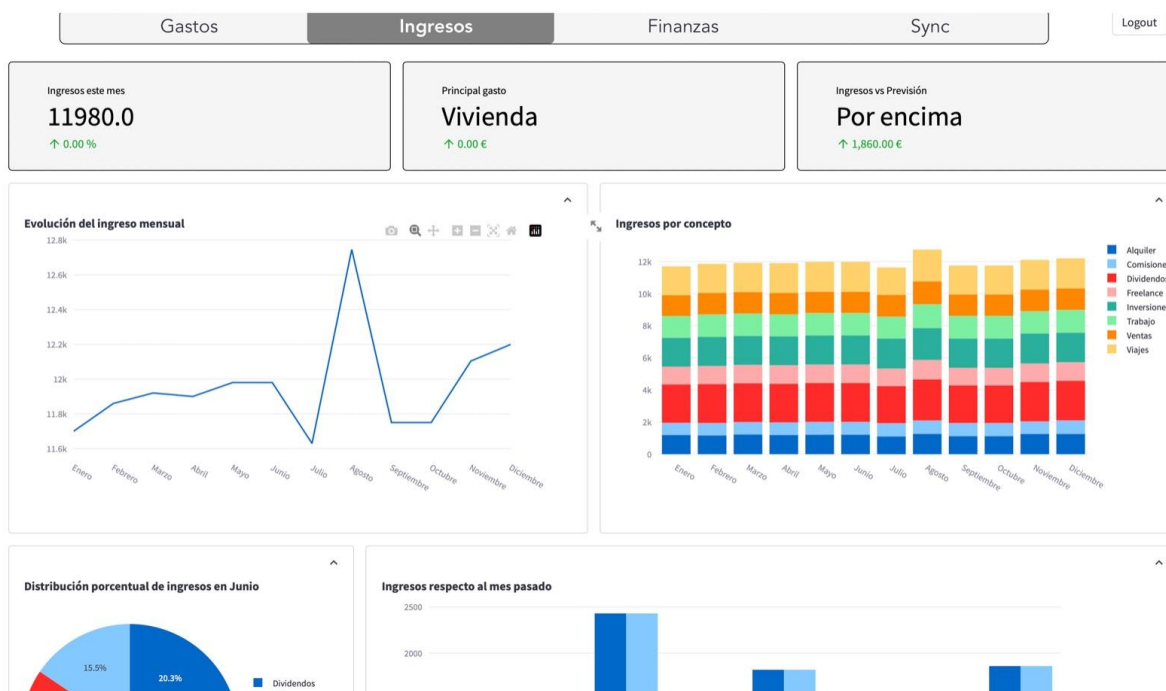 Gastos
Ingresos
Finanzas
Sync
Logout
Ingresos este mes
11980.0
↑ 0.00 %
Principal gasto
Vivienda
↑ 0.00 €
Ingresos vs Previsión
Por encima
↑ 1,860.00 €
Evolución del ingreso mensual
12.8k
12.6k
12.4k
12.2k
12k
11.8k
11.6k
Enero
Febrero
Marzo
Abril
Mayo
Junio
Julio
Agosto
Septiembre
Octubre
Noviembre
Diciembre
Ingresos por concepto
12k
10k
8k
6k
4k
2k
0
Enero
Febrero
Marzo
Abril
Mayo
Junio
Julio
Agosto
Septiembre
Octubre
Noviembre
Diciembre
Alquiler
Comisione
Dividendos
Freelance
Inversione
Trabajo
Ventas
Viajes
Distribución porcentual de ingresos en Junio
15.5%
20.3%
Dividendos
Ingresos respecto al mes pasado
2500
2000